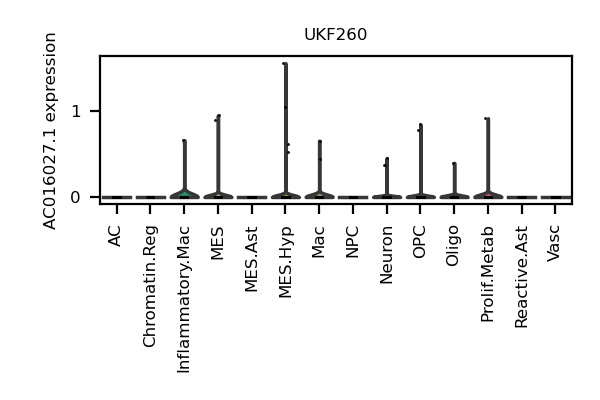 UKF260
AC016027.1 expression
1
0
AC
Chromatin.Reg
Inflammatory.Mac
MES
MES.Ast
MES.Hyp
Mac
NPC
Neuron
OPC
Oligo
Prolif.Metab
Reactive.Ast
Vasc